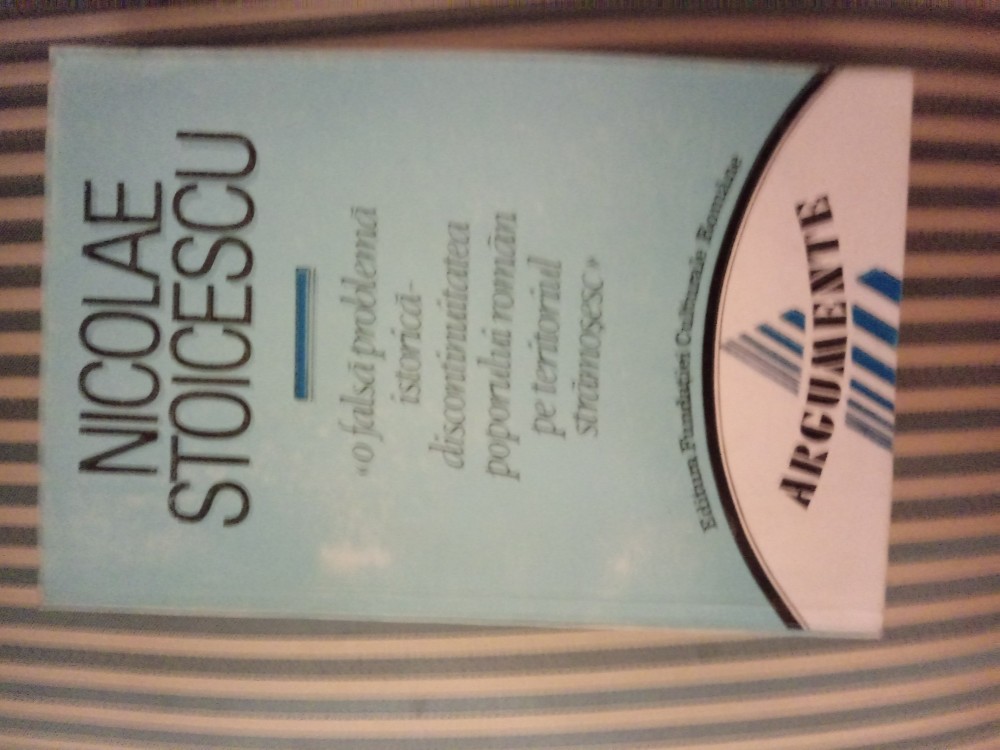 NICOLAE
STOICESCU
«o falsă problemă
istorică-
discontinuitatea
poporului român
pe teritoriul
strămoșesc»
Editura Fundației Culturale Române
ARGUMENTE